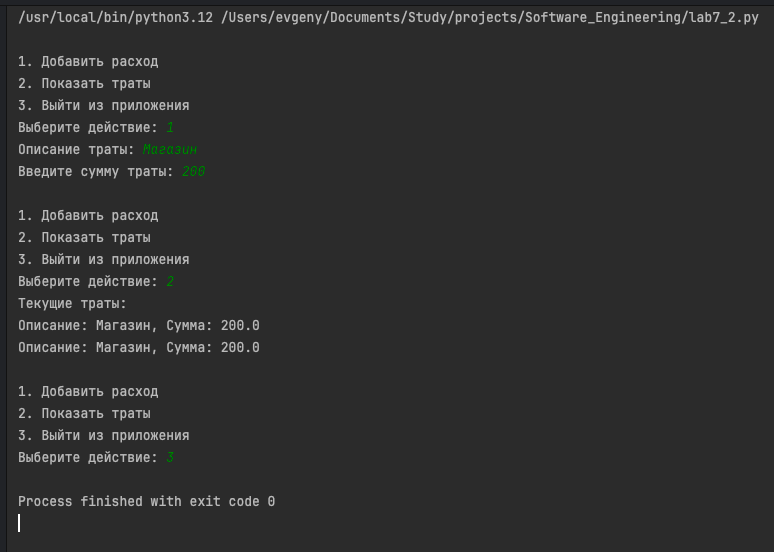 /usr/local/bin/python3.12 /Users/evgeny/Documents/Study/projects/Software_Engineering/lab7_2.py
1. Добавить расход
2. Показать траты
3. Выйти из приложения
Выберите действие: 1
Описание траты: Магазин
Введите сумму траты: 200
1. Добавить расход
2. Показать траты
3. Выйти из приложения
Выберите действие: 2
Текущие траты:
Описание: Магазин, Сумма: 200.0
Описание: Магазин, Сумма: 200.0
1. Добавить расход
2. Показать траты
3. Выйти из приложения
Выберите действие: 3
Process finished with exit code 0